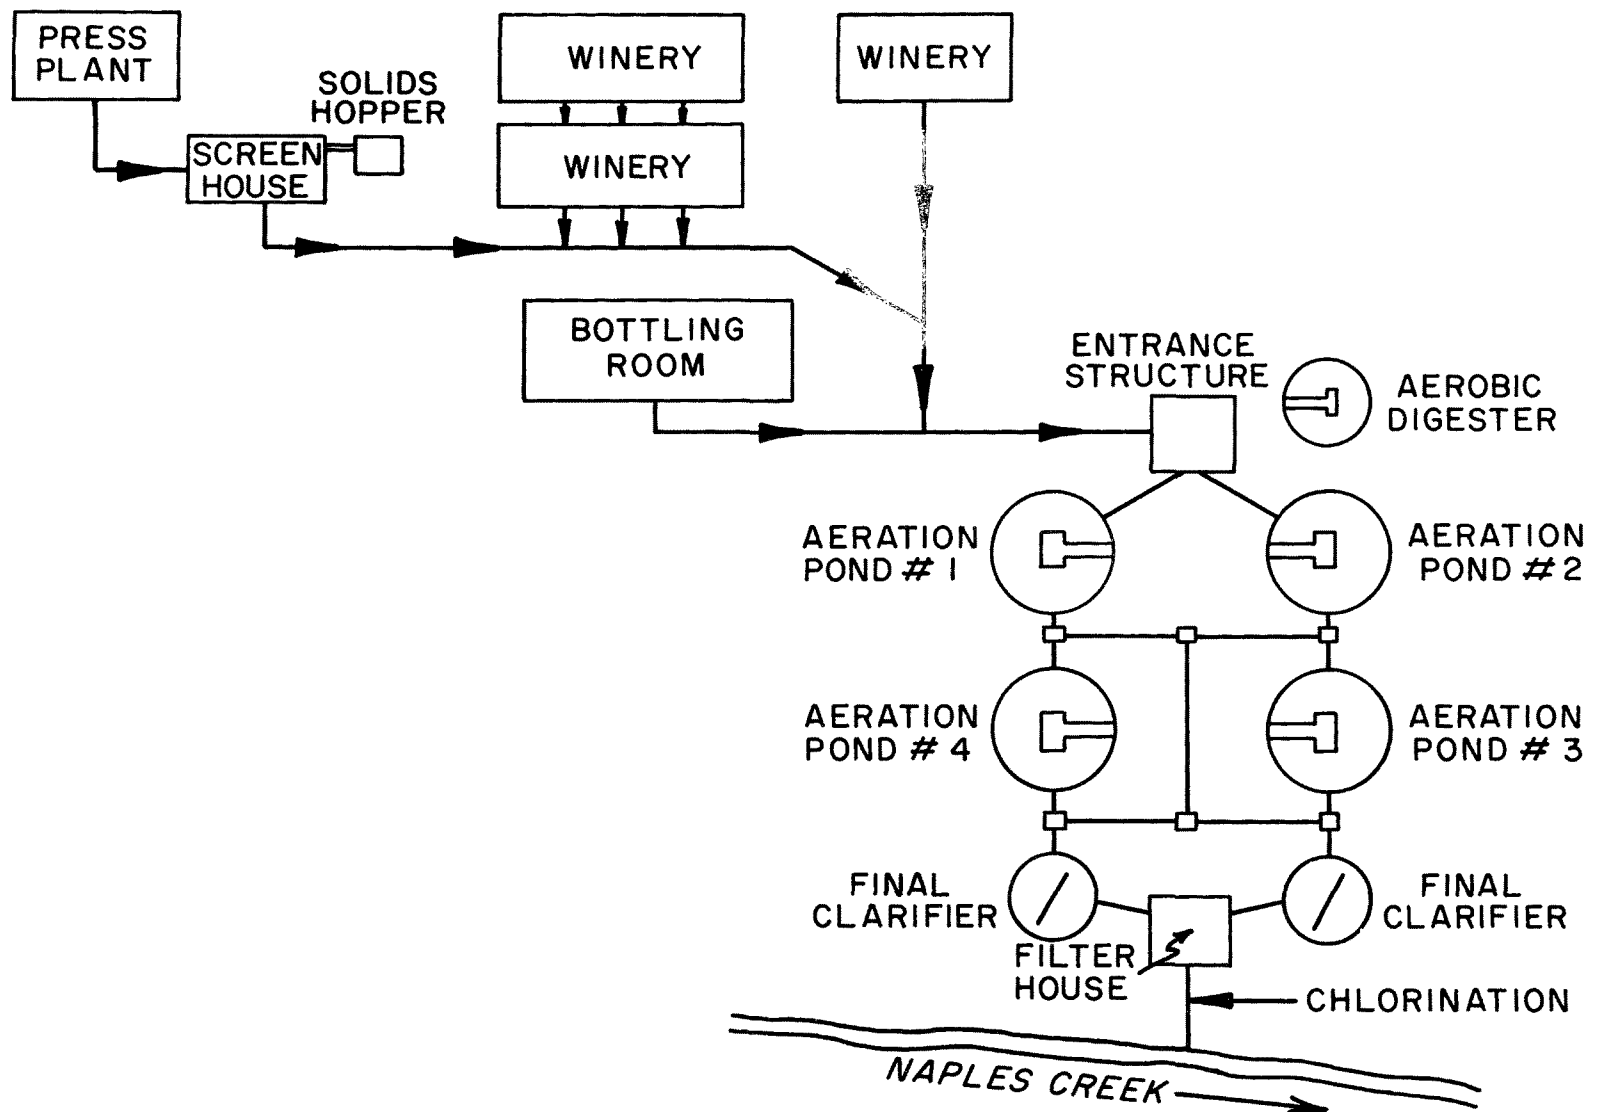 PRESS
PLANT
SOLIDS
HOPPER
SCREEN
HOUSE
WINERY
WINERY
WINERY
BOTTLING
ROOM
ENTRANCE
STRUCTURE
AEROBIC
DIGESTER
AERATION
POND # 1
AERATION
POND # 2
AERATION
POND # 4
AERATION
POND # 3
FINAL
CLARIFIER
FINAL
CLARIFIER
FILTER
HOUSE
CHLORINATION
NAPLES CREEK